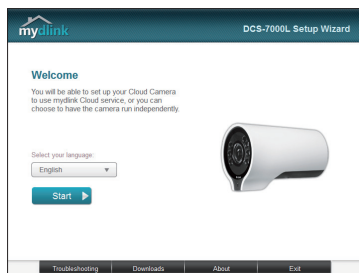 mydlink
DCS-7000L Setup Wizard
Welcome
You will be able to set up your Cloud Camera
to use mydlink Cloud service, or you can
choose to have the camera run independently.
Select your language:
English
Start
Troubleshooting
Downloads
About
Exit